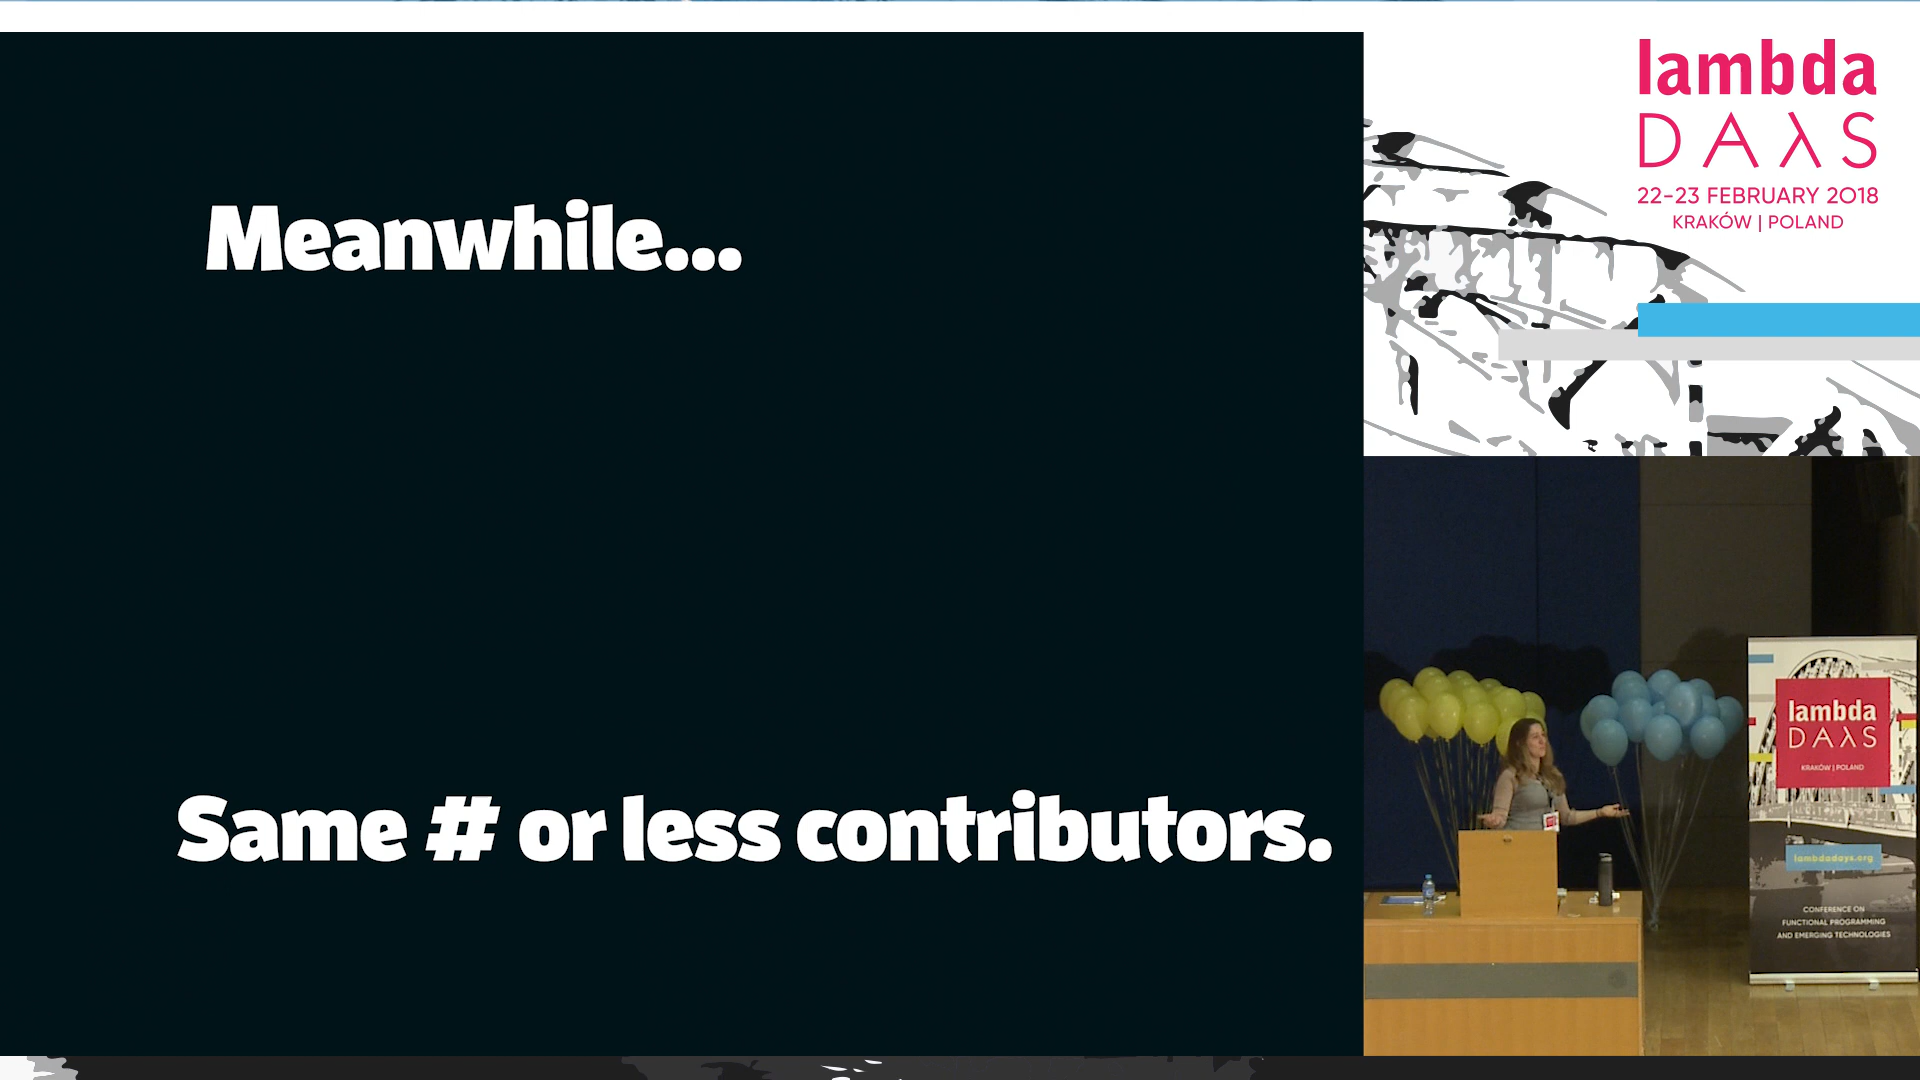 Meanwhile...
Same # or less contributors.
lambda
DAλS
22-23 FEBRUARY 2018
KRAKÓW | POLAND
lambda
DAλS
KRAKÓW | POLAND
lambdadays.org
CONFERENCE ON
FUNCTIONAL PROGRAMMING
AND EMERGING TECHNOLOGIES